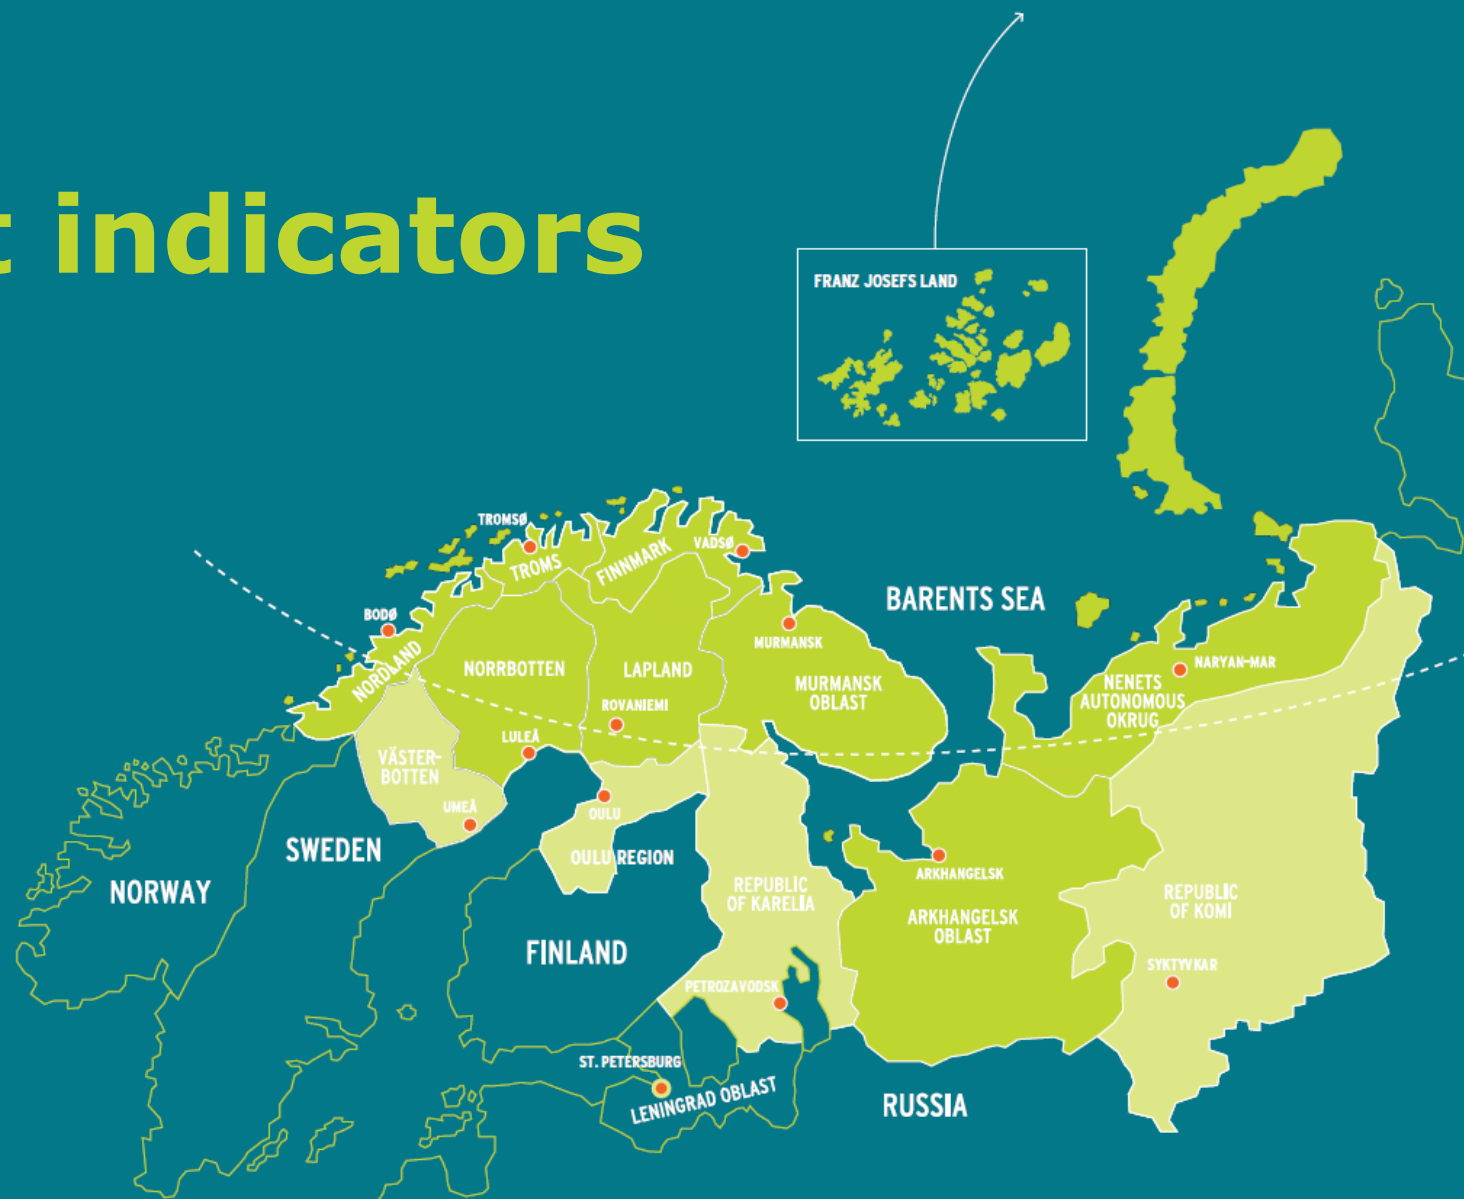 t indicators
FRANZ JOSEFS LAND
TROMSØ
TROMS
FINNMARK
VADSØ
BARENTS SEA
BODØ
NORDLAND
NORRBOTTEN
LAPLAND
MURMANSK
MURMANSK
OBLAST
NARYAN-MAR
NENETS
AUTONOMOUS
OKRUG
ROVANIEMI
LULEÅ
VÄSTER-
BOTTEN
UMEÅ
OULU
SWEDEN
OULU REGION
NORWAY
ARKHANGELSK
REPUBLIC
OF KARELIA
REPUBLIC
OF KOMI
ARKHANGELSK
OBLAST
FINLAND
SYKTYVKAR
PETROZAVODSK
ST. PETERSBURG
LENINGRAD OBLAST
RUSSIA